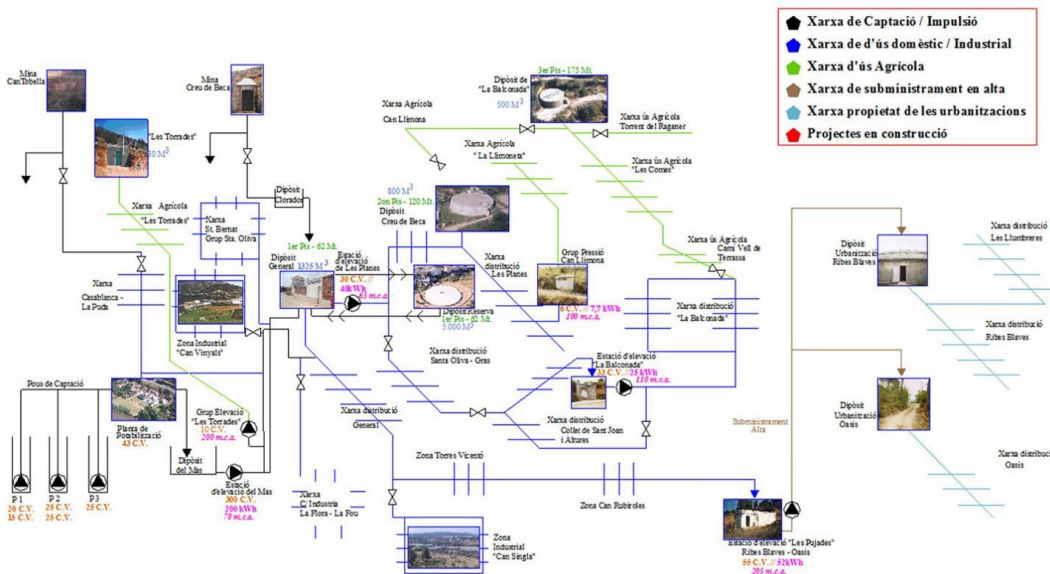 Xarxa de Captació / Impulsió
Xarxa de d'ús domèstic / Industrial
Xarxa d'ús Agrícola
Xarxa de subministrament en alta
Xarxa propietat de les urbanitzacions
Projectes en construcció
Mina
CanTobella
Mina
Creu de Beca
"Les Torrades"
Xarxa Agrícola
"Les Torrades"
Xarxa
St. Bernat
Grup Sta. Oliva
Dipòsit
Clorador
1er Pis - 62 Mt.
Dipòsit
General
1325 M3
Estació
d'elevació
de Les Planes
30 C.V. //
40kWh
65 m.c.a
800 M3
2on Pis - 120 Mt.
Dipòsit
Creu de Beca
Dipòsit Reserva
1er Pis - 62 Mt.
5.000 M3
Xarxa Agrícola
Can Llimona
Xarxa Agrícola
"La Llimoneta"
3er Pis - 175 Mt.
Dipòsit de
"La Balconada"
500 M3
Xarxa ús Agrícola
Torrent del Raganer
Xarxa ús Agrícola
"Les Comes"
Xarxa ús Agrícola
Camí Vell de
Terrassa
Xarxa
distribució
Les Planes
Grup Pressió
Can Llimona
6 C.V. // 7,7 kWh
100 m.c.a
Xarxa distribució
"La Balconada"
Xarxa
Casablanca -
La Puda
Zona Industrial
"Can Vinyals"
Xarxa distribució
Santa Oliva - Gras
Estació d'elevació
"La Balconada"
33 C.V. //25 kWh
110 m.c.a
Xarxa
distribució
Collet de Sant Joan
i Altures
Pous de Captació
P 1
20 C.V.
15 C.V.
P 2
25 C.V.
25 C.V.
P3
25 C.V.
Planta de
Potabilització
43 C.V.
Dipòsit
del Mas
Grup Elevació
"Les Torrades"
10 C.V.
200 m.c.a.
Estació
d'elevació del Mas
300 C.V.
200 kWh
70 m.c.a.
Xarxa
distribució
General
Xarxa
C/ Industria
La Flora - La Fou
Zona Torres Vicentó
Zona Can Rubiroles
Zona
Industrial
"Can Singla"
Subministrament
Alta
Estació d'elevació "Les Pujades"
Ribes Blaves - Oasis
55 C.V. // 52kWh
205 m.c.a
Dipòsit
Urbanització
Ribes Blaves
Dipòsit
Urbanització
Oasis
Xarxa distribució
Les Llumbreres
Xarxa distribució
Ribes Blaves
Xarxa distribució
Oasis